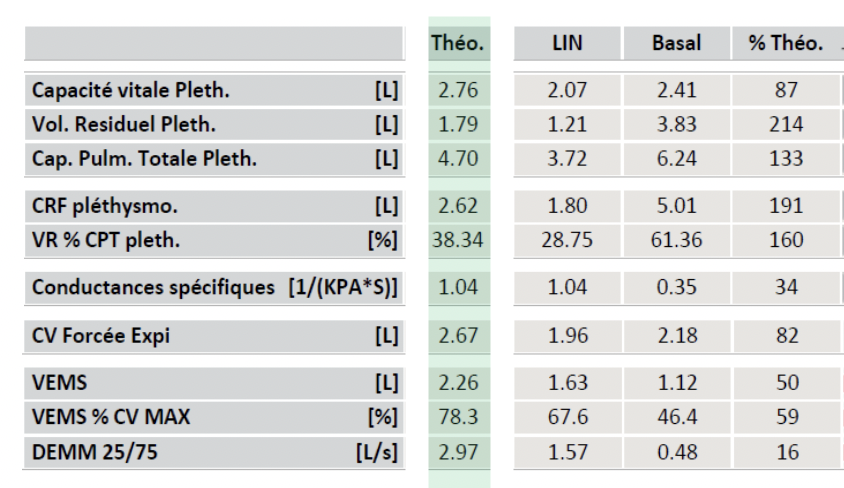 Théo. LIN Basal % Théo.
Capacité vitale Pleth. [L] 2.76 2.07 2.41 87
Vol. Residuel Pleth. [L] 1.79 1.21 3.83 214
Cap. Pulm. Totale Pleth. [L] 4.70 3.72 6.24 133
CRF pléthysmo. [L] 2.62 1.80 5.01 191
VR % CPT pleth. [%] 38.34 28.75 61.36 160
Conductances spécifiques [1/(KPA*S)] 1.04 1.04 0.35 34
CV Forcée Expi [L] 2.67 1.96 2.18 82
VEMS [L] 2.26 1.63 1.12 50
VEMS % CV MAX [%] 78.3 67.6 46.4 59
DEMM 25/75 [L/s] 2.97 1.57 0.48 16